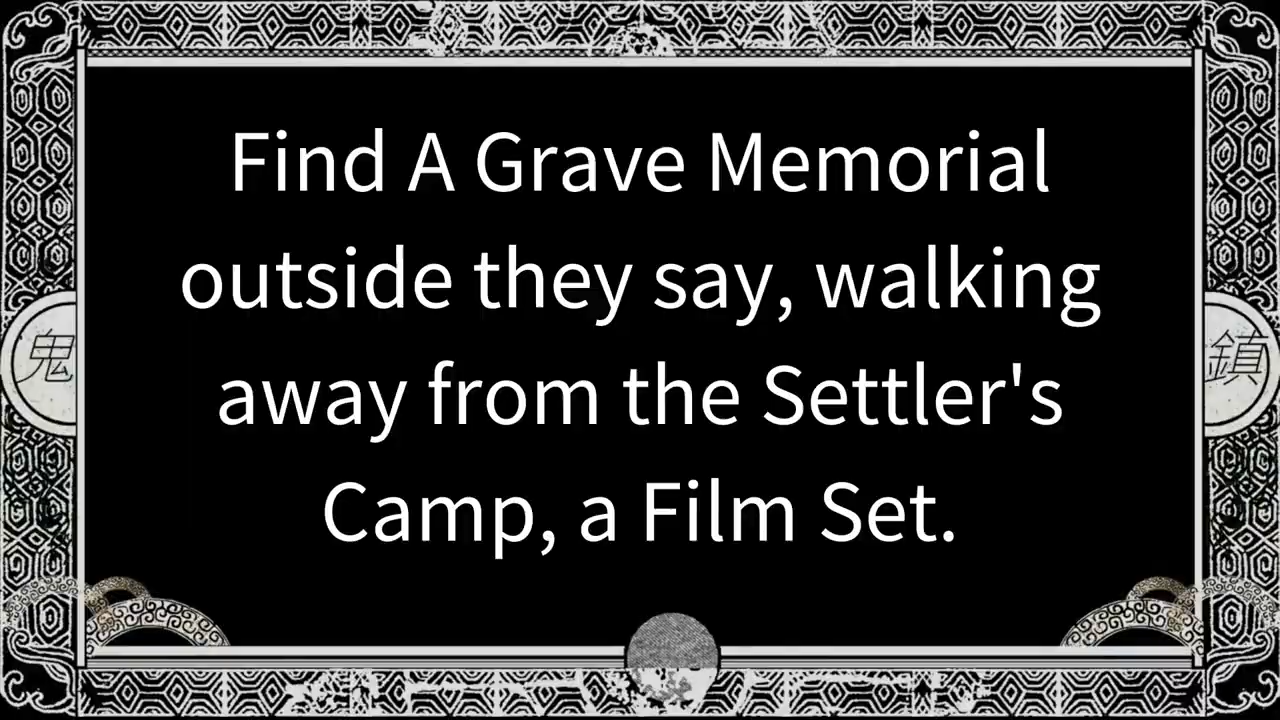 Find A Grave Memorial
outside they say, walking
away from the Settler's
Camp, a Film Set.
鬼
鎮